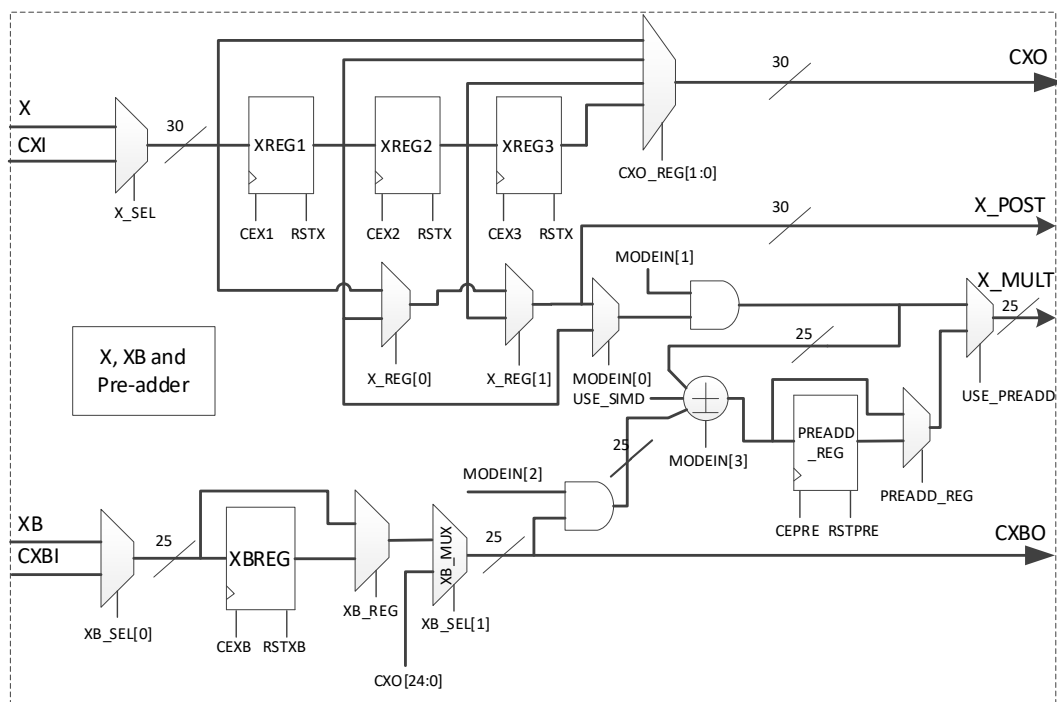 30
CXO
X
30
CXI
XREG1
XREG2
XREG3
CXO_REG[1:0]
X_SEL
30
X_POST
CEX1 RSTX
CEX2 RSTX
CEX3 RSTX
MODEIN[1]
X_MULT
25
25
X, XB and
Pre-adder
X_REG[0]
X_REG[1]
MODEIN[0]
USE_SIMD
USE_PREADD
PREADD
_REG
25
MODEIN[3]
MODEIN[2]
PREADD_REG
XB
25
CXBI
XBREG
XB_MUX
25
CEPRE RSTPRE
CXBO
XB_REG
XB_SEL[1]
XB_SEL[0]
CEXB RSTXB
CXO[24:0]